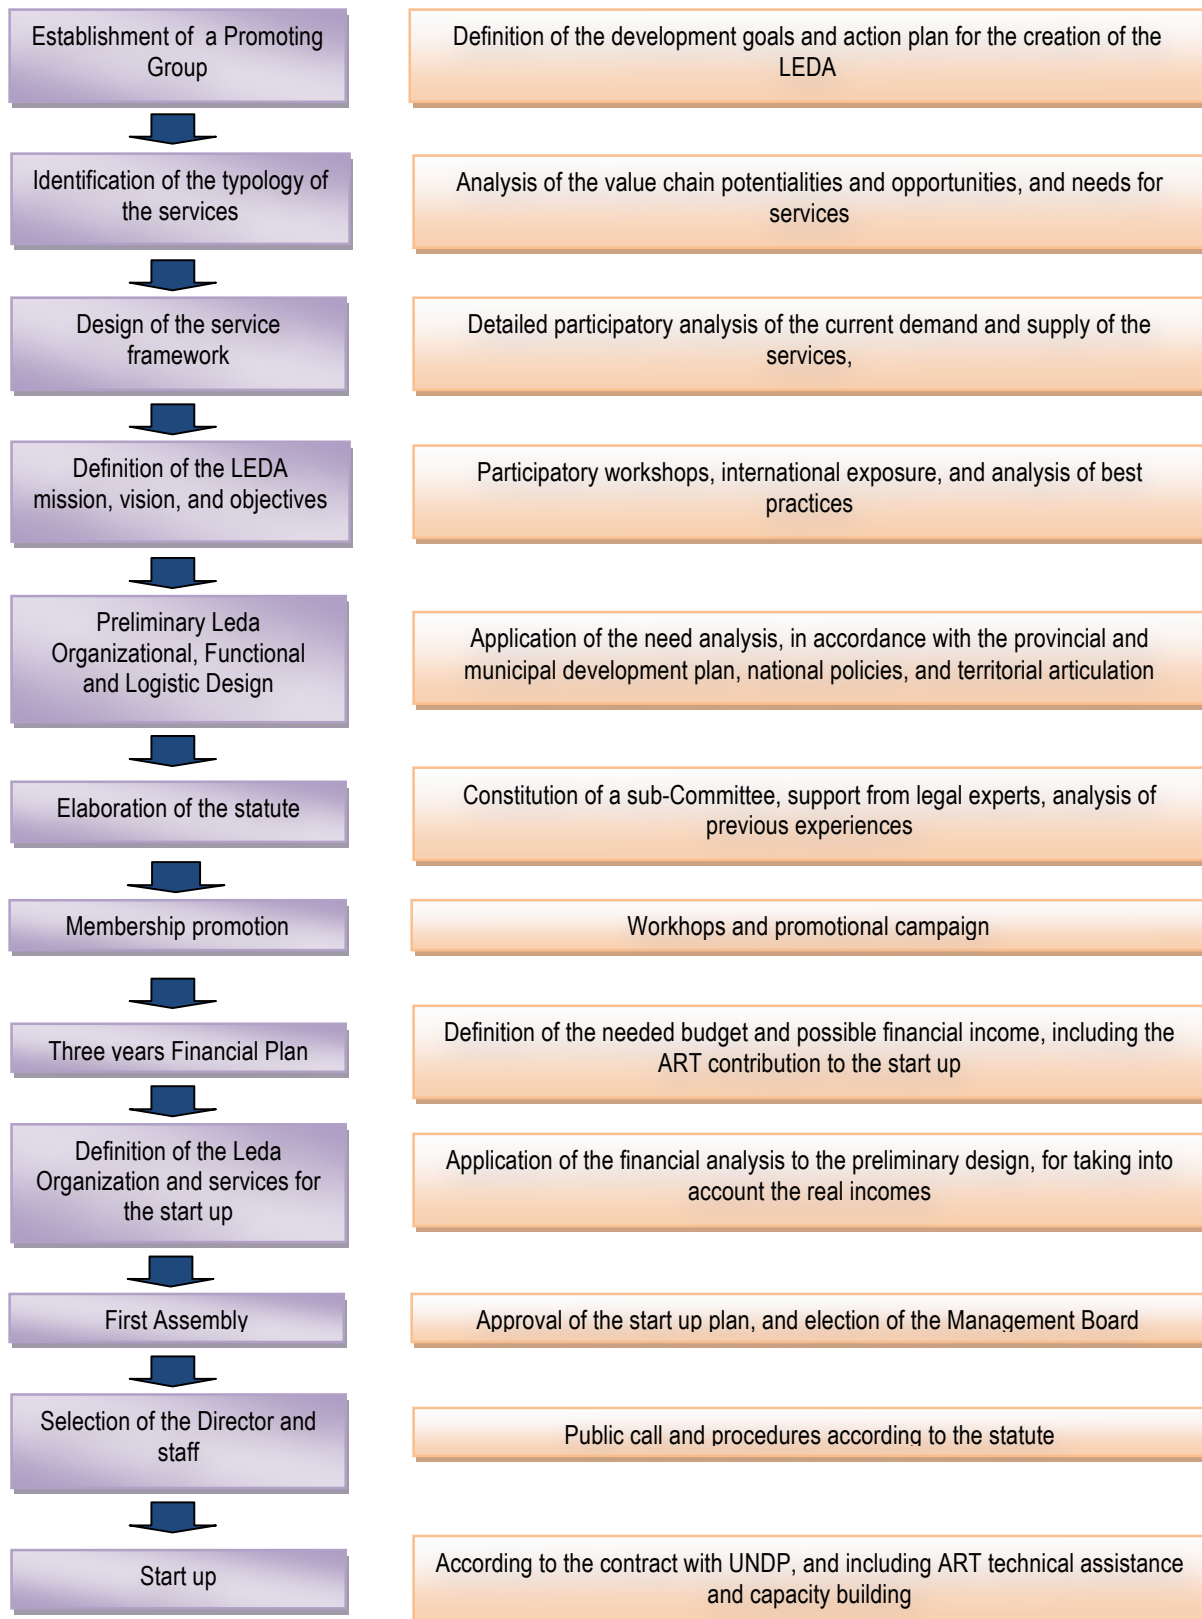 Establishment of a Promoting
Group
Definition of the development goals and action plan for the creation of the
LEDA
Identification of the typology of
the services
Analysis of the value chain potentialities and opportunities, and needs for
services
Design of the service
framework
Detailed participatory analysis of the current demand and supply of the
services,
Definition of the LEDA
mission, vision, and objectives
Participatory workshops, international exposure, and analysis of best
practices
Preliminary Leda
Organizational, Functional
and Logistic Design
Application of the need analysis, in accordance with the provincial and
municipal development plan, national policies, and territorial articulation
Elaboration of the statute
Constitution of a sub-Committee, support from legal experts, analysis of
previous experiences
Membership promotion
Workhops and promotional campaign
Three years Financial Plan
Definition of the needed budget and possible financial income, including the
ART contribution to the start up
Definition of the Leda
Organization and services for
the start up
Application of the financial analysis to the preliminary design, for taking into
account the real incomes
First Assembly
Approval of the start up plan, and election of the Management Board
Selection of the Director and
staff
Public call and procedures according to the statute
Start up
According to the contract with UNDP, and including ART technical assistance
and capacity building